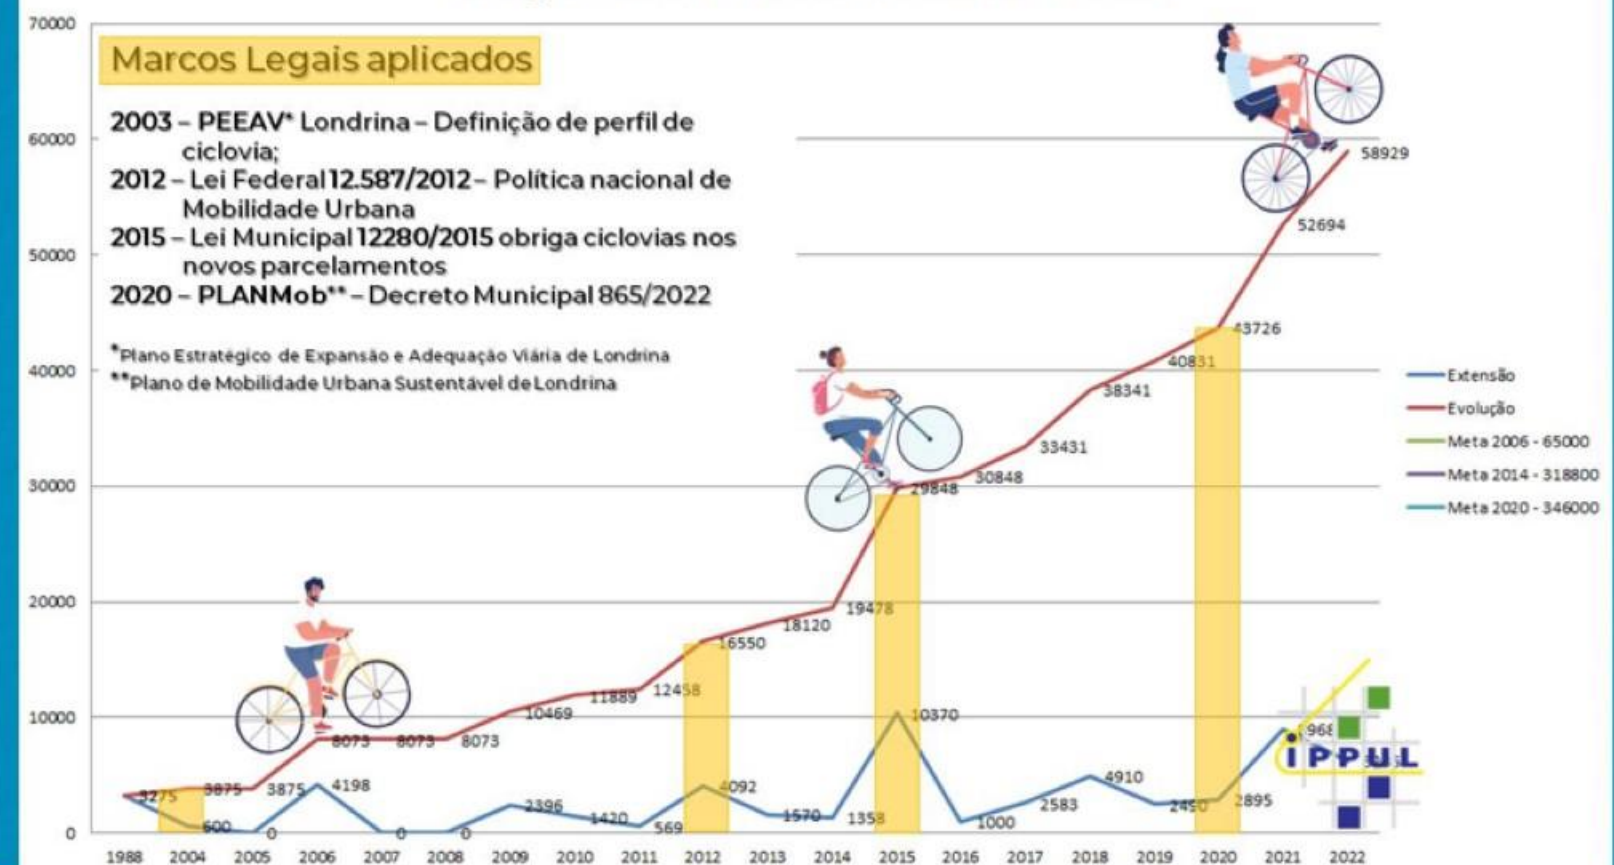 70000
Marcos Legais aplicados
2003 – PEEAV* Londrina – Definição de perfil de
ciclovia;
60000
2012 – Lei Federal 12.587/2012 – Política nacional de
Mobilidade Urbana
2015 – Lei Municipal 12280/2015 obriga ciclovias nos
novos parcelamentos
50000
2020 – PLANMob** – Decreto Municipal 865/2022
*Plano Estratégico de Expansão e Adequação Viária de Londrina
**Plano de Mobilidade Urbana Sustentável de Londrina
40000
30000
20000
10000
0
58929
52694
43726
40831
38341
33431
30848
29848
19478
18120
16550
12458
11889
10469
8073
8073
8073
3875
3875
3275
600
0
4198
0
0
2396
1420
569
4092
1570
1358
10370
1000
2583
4910
2490
2895
Extensão
Evolução
Meta 2006 - 65000
Meta 2014 - 318800
Meta 2020 - 346000
IPPUL
1988 2004 2005 2006 2007 2008 2009 2010 2011 2012 2013 2014 2015 2016 2017 2018 2019 2020 2021 2022